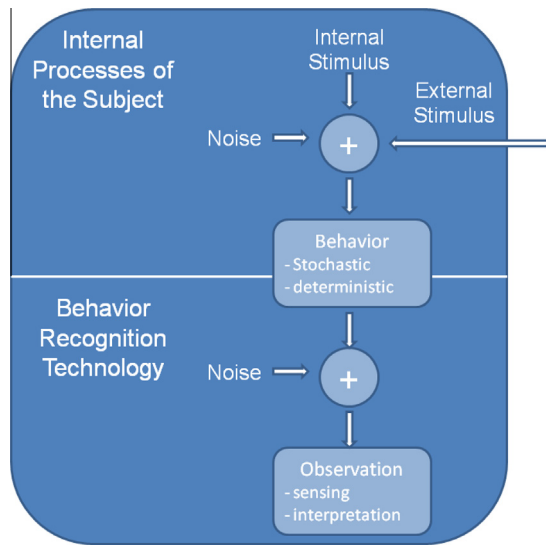 Internal
Processes of
the Subject
Internal
Stimulus
External
Stimulus
Noise
+
Behavior
- Stochastic
- deterministic
Behavior
Recognition
Technology
Noise
+
Observation
- sensing
- interpretation